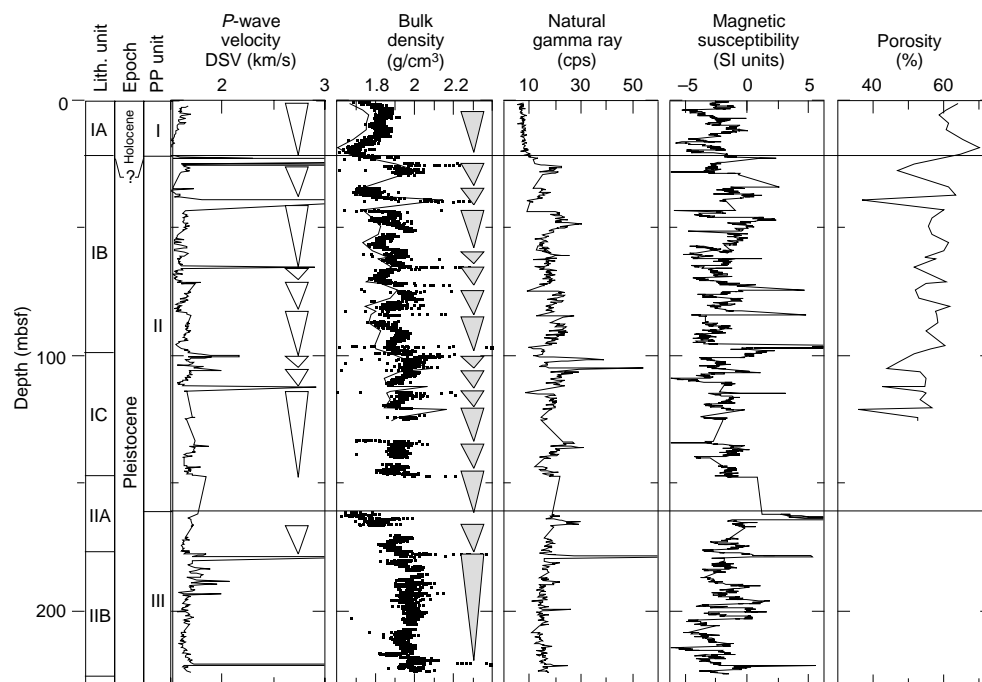 Lith. unit
Epoch
PP unit
P-wave
velocity
DSV (km/s)
2
3
Bulk
density
(g/cm³)
1.8
2
2.2
Natural
gamma ray
(cps)
10
30
50
Magnetic
susceptibility
(SI units)
−5
0
5
Porosity
(%)
40
60
Depth (mbsf)
0
100
200
IA
IB
IC
IIA
IIB
Holocene
?
Pleistocene
I
II
III